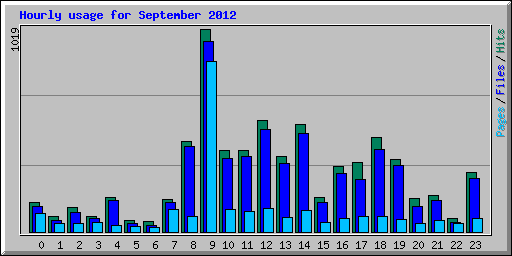 Hourly usage for September 2012
1019
Pages / Files / Hits
0 1 2 3 4 5 6 7 8 9 10 11 12 13 14 15 16 17 18 19 20 21 22 23